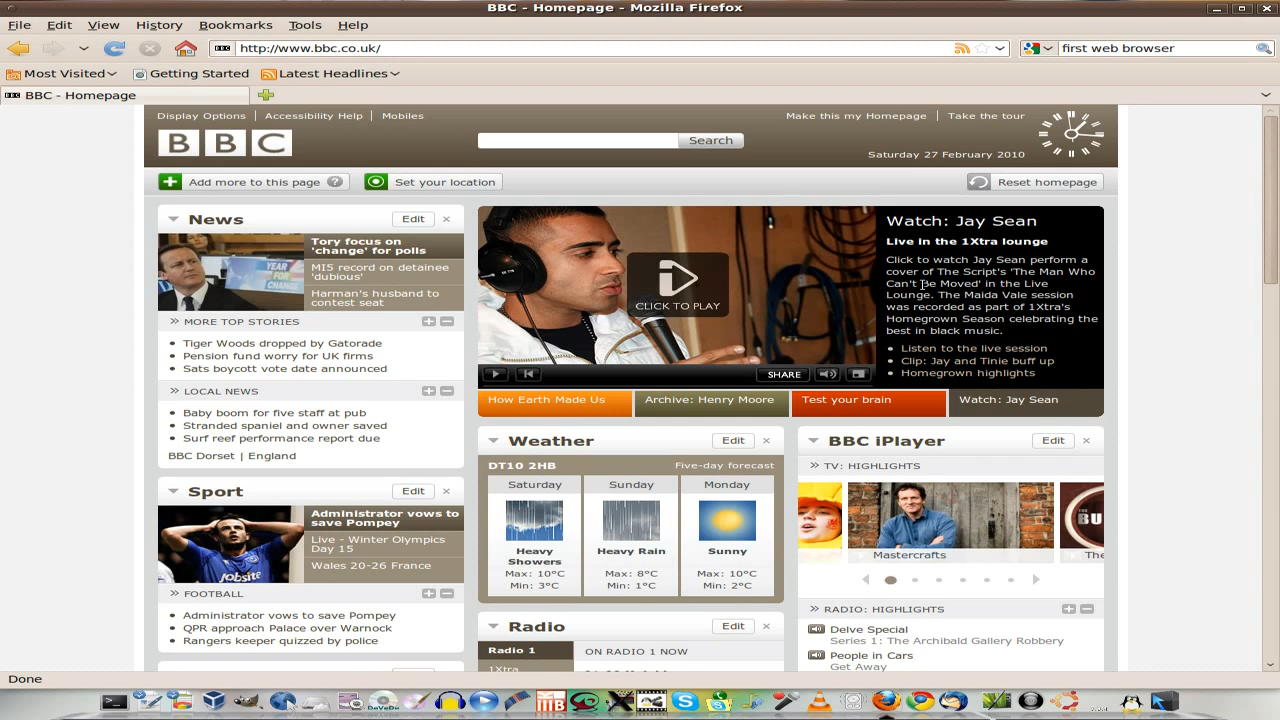 BBC - Homepage - Mozilla Firefox
File Edit View History Bookmarks Tools Help
BBC http://www.bbc.co.uk/ first web browser
Most Visited Getting Started Latest Headlines
BBC BBC - Homepage
Display Options Accessibility Help Mobiles Make this my Homepage Take the tour
BBC Search
Saturday 27 February 2010
Add more to this page ? Set your location Reset homepage
News Edit
Tory focus on
'change' for polls
MI5 record on detainee
'dubious'
Harman's husband to
contest seat
YEAR FOR CHANGE
MORE TOP STORIES
Tiger Woods dropped by Gatorade
Pension fund worry for UK firms
Sats boycott vote date announced
LOCAL NEWS
Baby boom for five staff at pub
Stranded spaniel and owner saved
Surf reef performance report due
BBC Dorset | England
Sport Edit
Administrator vows to
save Pompey
Live - Winter Olympics
Day 15
Wales 20-26 France
jobsite
FOOTBALL
Administrator vows to save Pompey
QPR approach Palace over Warnock
Rangers keeper quizzed by police
CLICK TO PLAY
SHARE
Watch: Jay Sean
Live in the 1Xtra lounge
Click to watch Jay Sean perform a
cover of The Script's 'The Man Who
Can't Be Moved' in the Live
Lounge. The Maida Vale session
was recorded as part of 1Xtra's
Homegrown Season celebrating the
best in black music.
Listen to the live session
Clip: Jay and Tinie buff up
Homegrown highlights
How Earth Made Us Archive: Henry Moore Test your brain Watch: Jay Sean
Weather Edit
DT10 2HB Five-day forecast
Saturday Sunday Monday
Heavy
Showers Heavy Rain Sunny
Max: 10°C Max: 8°C Max: 10°C
Min: 3°C Min: 1°C Min: 2°C
Radio Edit
Radio 1 ON RADIO 1 NOW
1Xtra
BBC iPlayer Edit
TV: HIGHLIGHTS
BU
Mastercrafts The
RADIO: HIGHLIGHTS
Delve Special
Series 1: The Archibald Gallery Robbery
People in Cars
Get Away
Done